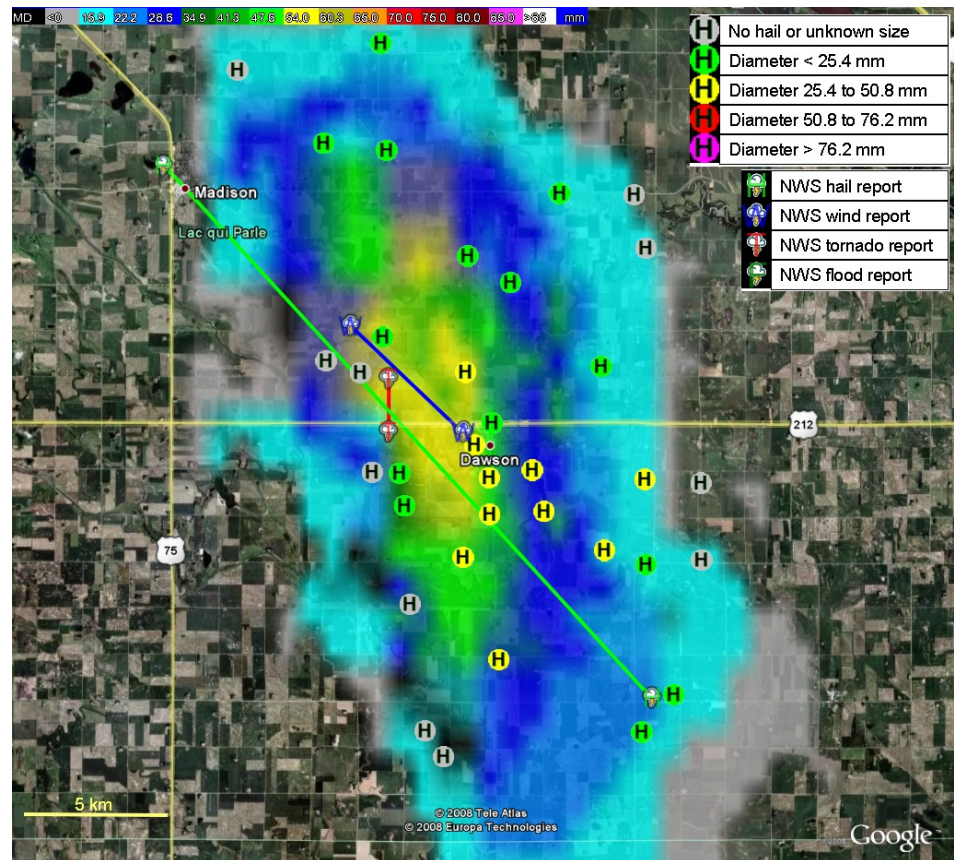 MD <0 15.9 22.2 28.6 34.9 41.3 47.6 54.0 60.3 65.0 70.0 75.0 80.0 85.0 >85 mm
H No hail or unknown size
H Diameter < 25.4 mm
H Diameter 25.4 to 50.8 mm
H Diameter 50.8 to 76.2 mm
H Diameter > 76.2 mm
NWS hail report
NWS wind report
NWS tornado report
NWS flood report
H
H
H
H
H
H
Madison
Lac qui Parle
H
H
H
H
H
H
H
H
H
212
H
Dawson
H
H
H
H
H
H
H
H
H
H
75
H
H
H
H
H
H
H
H
H
H
5 km
© 2008 Tele Atlas
© 2008 Europa Technologies
Google